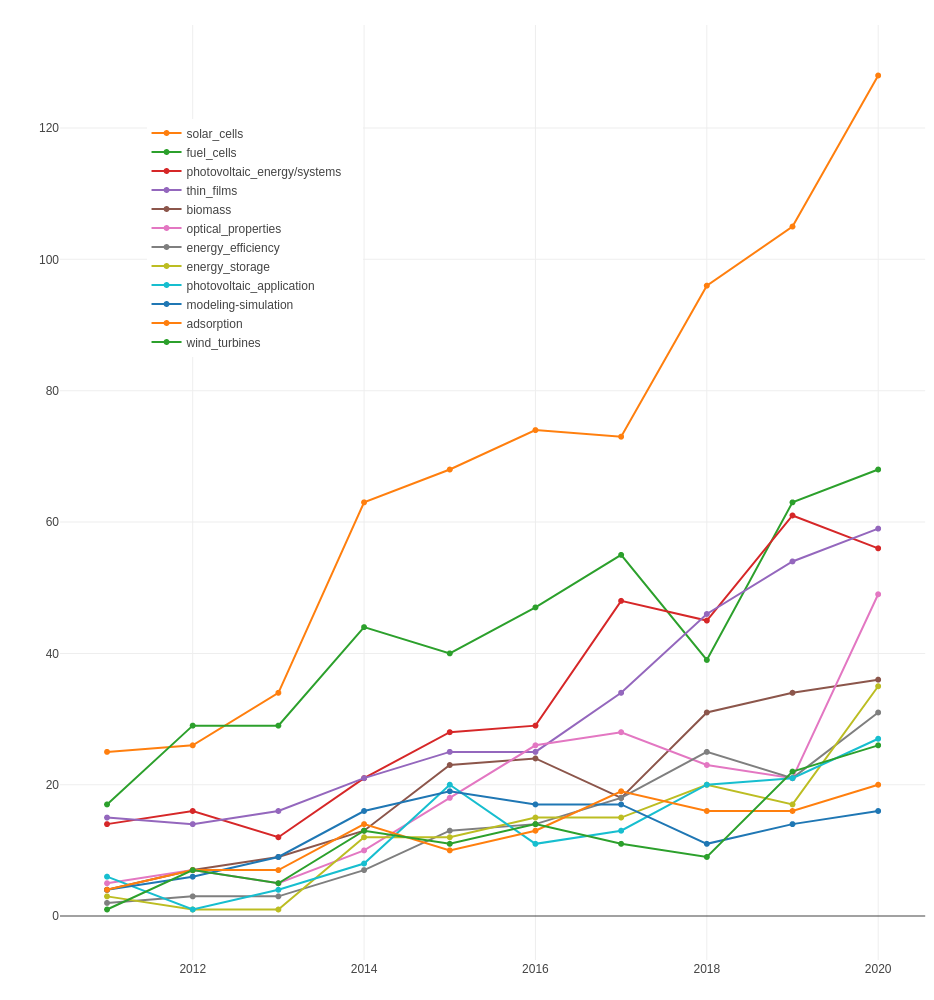 120
100
80
60
40
20
0
solar_cells
fuel_cells
photovoltaic_energy/systems
thin_films
biomass
optical_properties
energy_efficiency
energy_storage
photovoltaic_application
modeling-simulation
adsorption
wind_turbines
2012 2014 2016 2018 2020